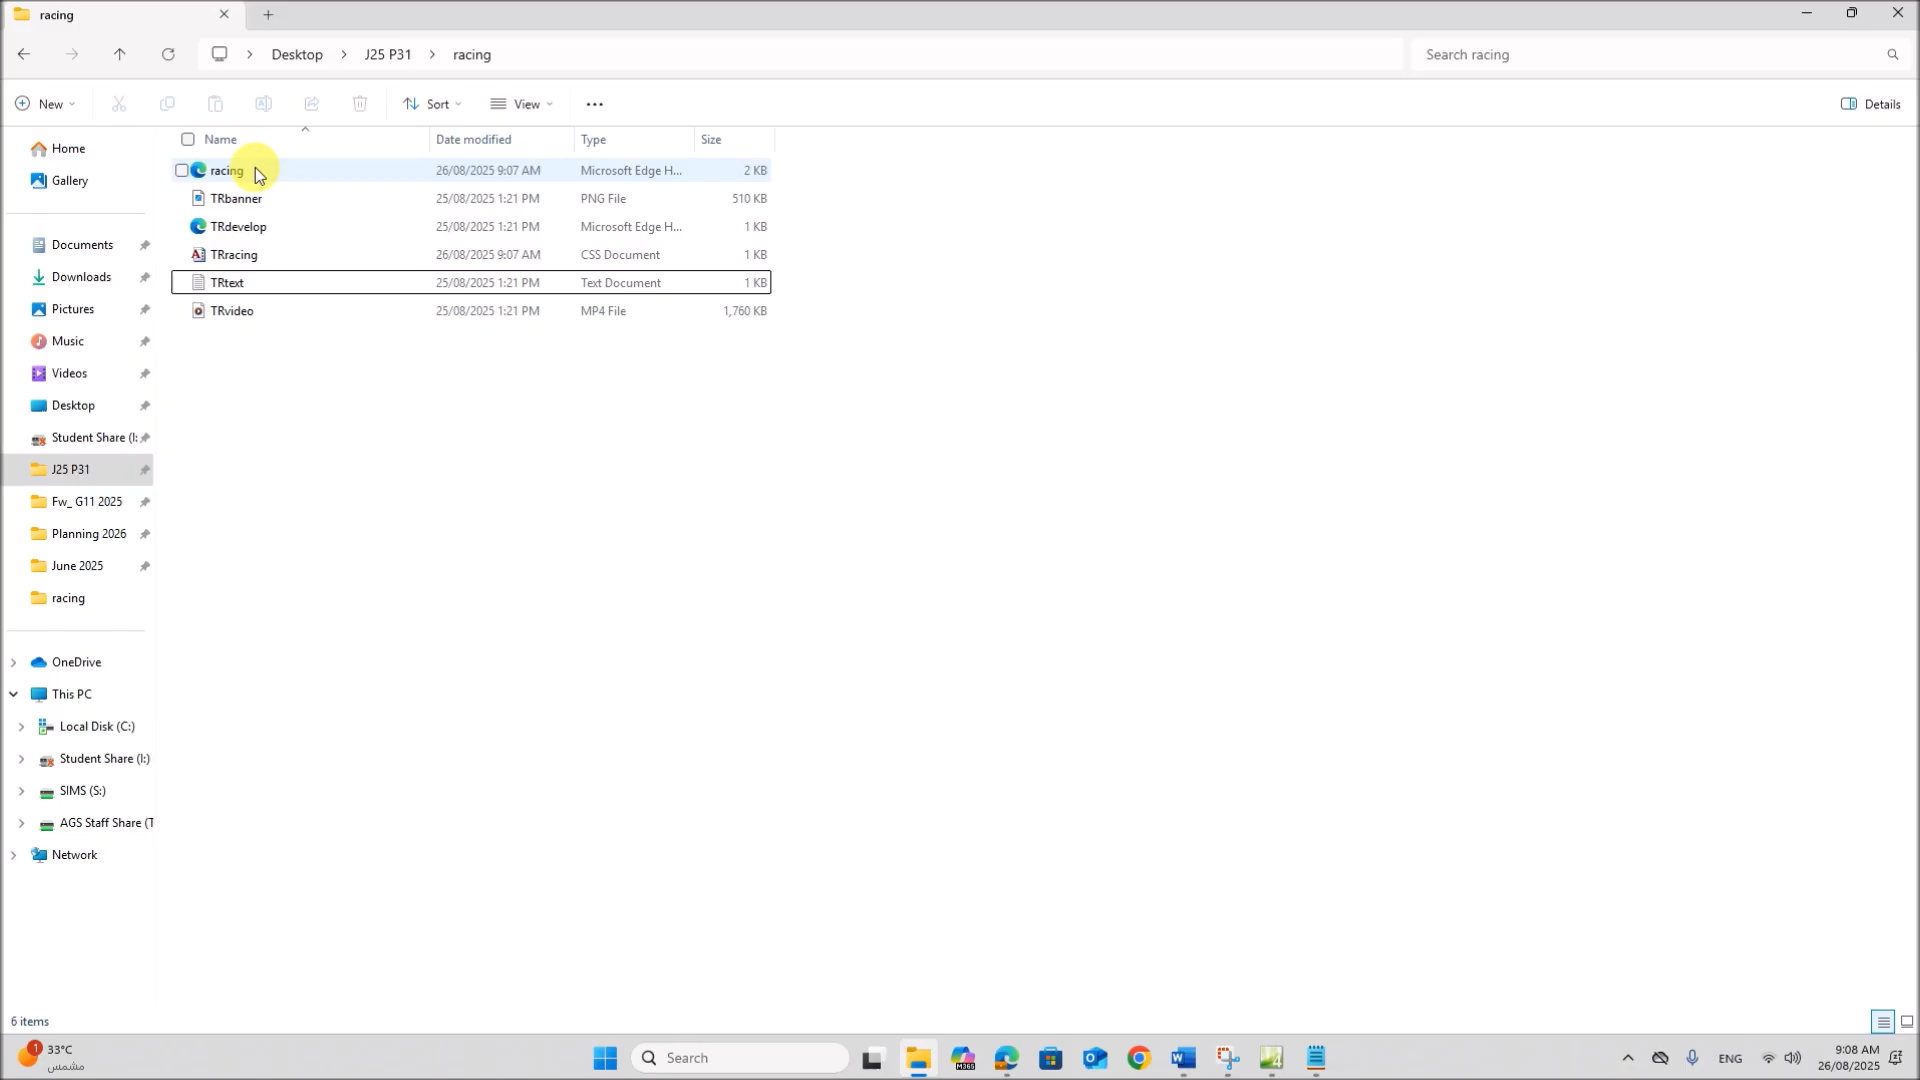 racing
Desktop
J25 P31
racing
Search racing
New
Sort
View
Details
Name
Date modified
Type
Size
racing
26/08/2025 9:07 AM
Microsoft Edge H...
2 KB
TRbanner
25/08/2025 1:21 PM
PNG File
510 KB
TRdevelop
25/08/2025 1:21 PM
Microsoft Edge H...
1 KB
TRracing
26/08/2025 9:07 AM
CSS Document
1 KB
TRtext
25/08/2025 1:21 PM
Text Document
1 KB
TRvideo
25/08/2025 1:21 PM
MP4 File
1,760 KB
Home
Gallery
Documents
Downloads
Pictures
Music
Videos
Desktop
Student Share (I:
J25 P31
Fw_ G11 2025
Planning 2026
June 2025
racing
OneDrive
This PC
Local Disk (C:)
Student Share (I:)
SIMS (S:)
AGS Staff Share (T
Network
6 items
1
33°C
مشمس
Search
M365
4
ENG
9:08 AM
26/08/2025